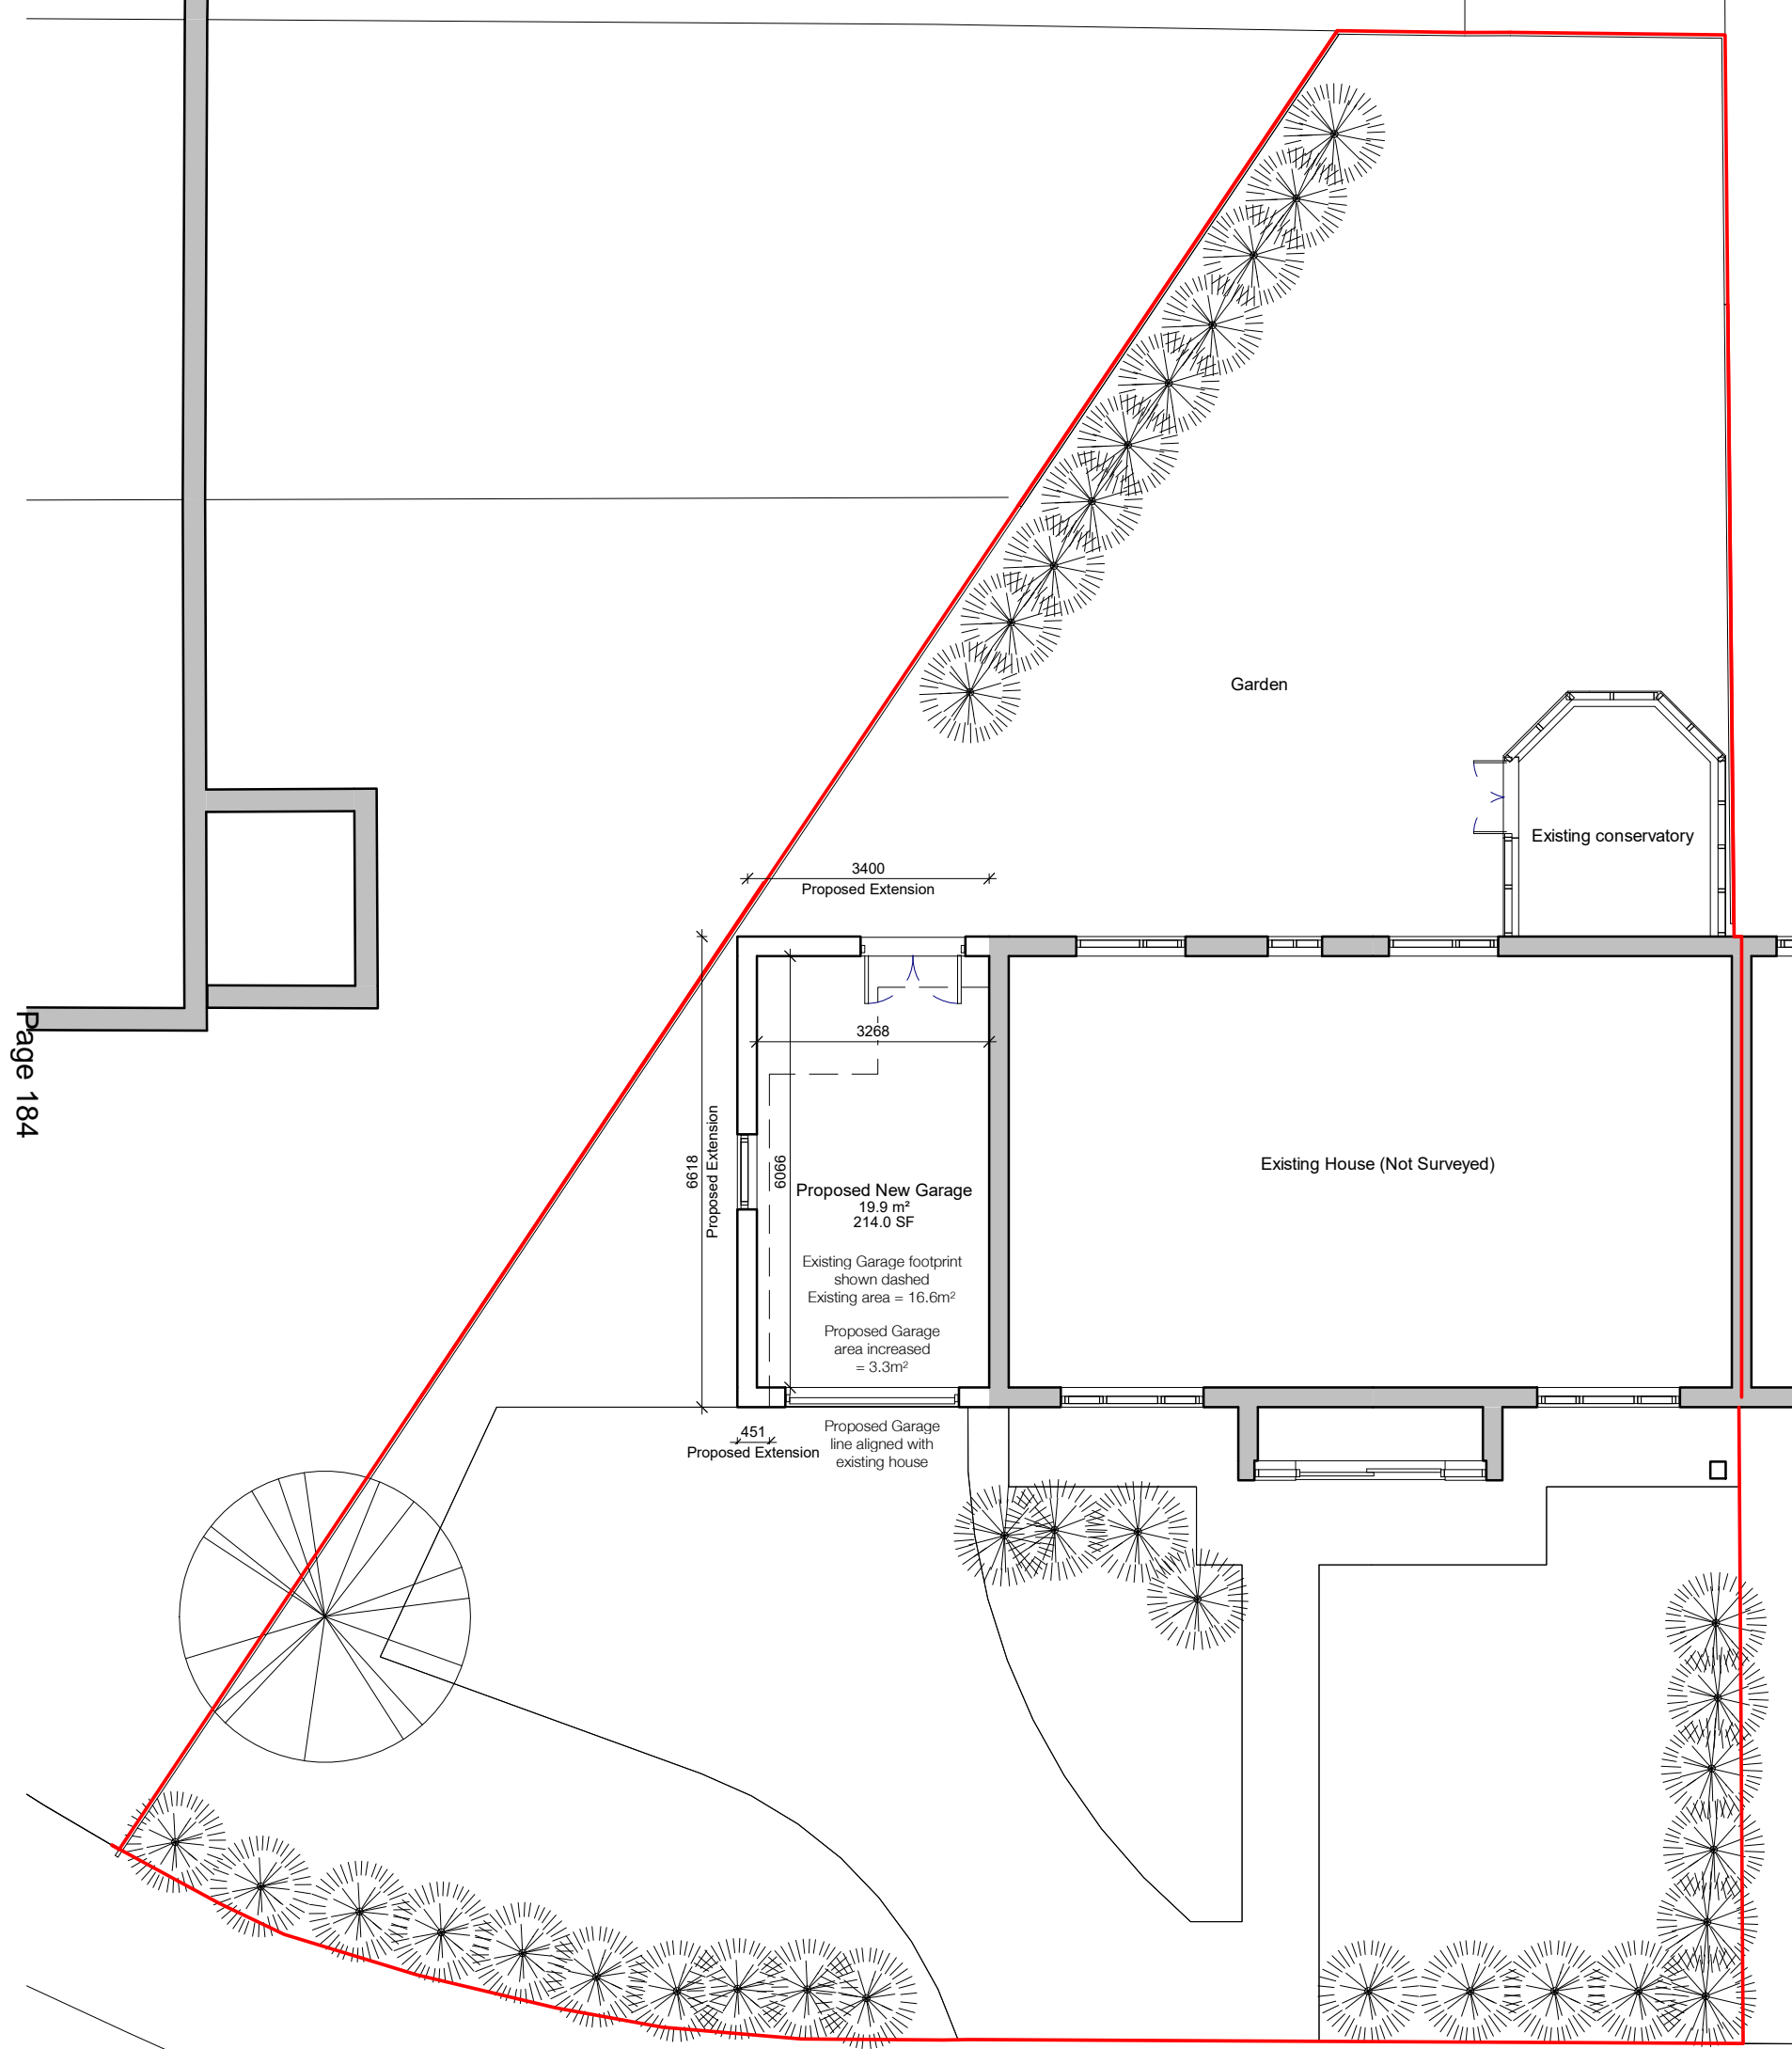 Garden
Existing conservatory
3400
Proposed Extension
3268
6618
Proposed Extension
6066
Proposed New Garage
19.9 m²
214.0 SF
Existing Garage footprint
shown dashed
Existing area = 16.6m²
Proposed Garage
area increased
= 3.3m²
Existing House (Not Surveyed)
451
Proposed Extension
Proposed Garage
line aligned with
existing house
Page 184